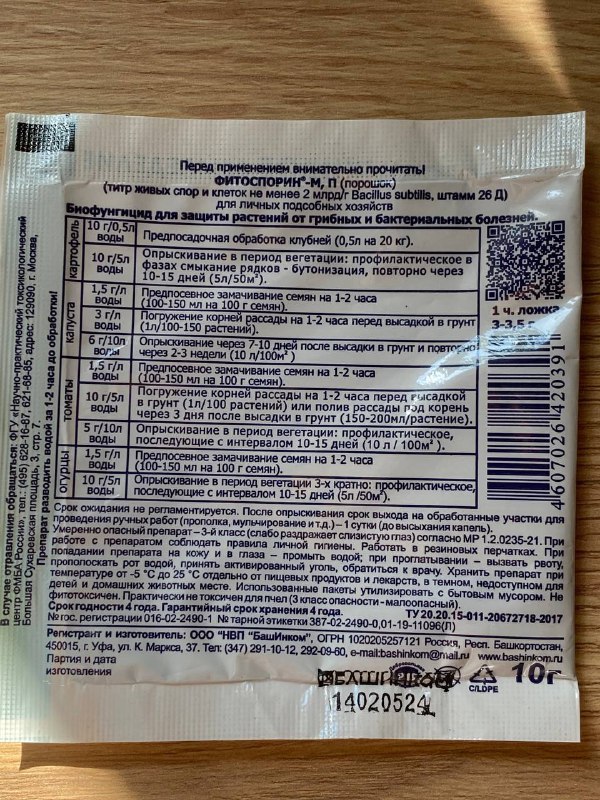 Перед применением внимательно прочитать!
ФИТОСПОРИН®-М, П (порошок)
(титр живых спор и клеток не менее 2 млрд/г Bacillus subtilis, штамм 26 Д)
для личных подсобных хозяйств
Биофунгицид для защиты растений от грибных и бактериальных болезней.
картофель
10 г/0,5л воды
Предпосадочная обработка клубней (0,5л на 20 кг).
10 г/5л воды
Опрыскивание в период вегетации: профилактическое в
фазах смыкание рядков - бутонизация, повторно через
10-15 дней (5л/50м²).
капуста
1,5 г/л воды
Предпосевное замачивание семян на 1-2 часа
(100-150 мл на 100 г семян).
3 г/л воды
Погружение корней рассады на 1-2 часа перед высадкой в грунт
(1л/100-150 растений).
6 г/10л воды
Опрыскивание через 7-10 дней после высадки в грунт и повторно
через 2-3 недели (10 л/100м²)
томаты
1,5 г/л воды
Предпосевное замачивание семян на 1-2 часа
(100-150 мл на 100 г семян).
10 г/5л воды
Погружение корней рассады на 1-2 часа перед высадкой
в грунт (1л/100 растений) или полив рассады под корень
через 3 дня после высадки в грунт (150-200мл/растение).
5 г/10л воды
Опрыскивание в период вегетации: профилактическое,
последующие с интервалом 10-15 дней (10 л / 100м²).
огурцы
1,5 г/л воды
Предпосевное замачивание семян на 1-2 часа
(100-150 мл на 100 г семян).
10 г/5л воды
Опрыскивание в период вегетации 3-х кратно: профилактическое,
последующие с интервалом 10-15 дней (5л /50м²).
1 ч. ложка
3-3,5 г
4607026142039
Срок ожидания не регламентируется. После опрыскивания срок выхода на обработанные участки для
проведения ручных работ (прополка, мульчирование и т.д.) – 1 сутки (до высыхания капель).
Умеренно опасный препарат – 3-й класс (слабо раздражает слизистую глаз) согласно МР 1.2.0235-21. При
работе с препаратом соблюдать правила личной гигиены. Работать в резиновых перчатках. При
попадании препарата на кожу и в глаза – промыть водой; при проглатывании – вызвать рвоту,
прополоскать рот водой, принять активированный уголь, обратиться к врачу. Хранить препарат при
температуре от -5 °С до 25 °С отдельно от пищевых продуктов и лекарств, в темном, недоступном для
детей и домашних животных месте. Использованные пакеты утилизировать с бытовым мусором. Не
фитотоксичен. Практически не токсичен для пчел (3 класс опасности - малоопасный).
Срок годности 4 года. Гарантийный срок хранения 4 года. ТУ 20.20.15-011-20672718-2017
№ гос. регистрации 016-02-2490-1 № тарной этикетки 387-02-2490-0,01-19-11096(Л)
Регистрант и изготовитель: ООО "НВП "БашИнком", ОГРН 1020205257121 Россия, Респ. Башкортостан,
450015, г. Уфа, ул. К. Маркса, 37. Тел: (347) 291-10-12, 292-09-60, e-mail:bashinkom@mail.ru www.bashinkom.ru
Партия и дата
изготовления
14020524
C/LDPE
10г
В случае отравления обращаться: ФГУ «Научно-практический токсикологический
центр ФМБА России», тел.: (495) 628-16-87, 621-68-85, адрес: 129090, г. Москва,
Большая Сухаревская площадь, 3, стр. 7.
Препарат разводить водой за 1-2 часа до обработки!